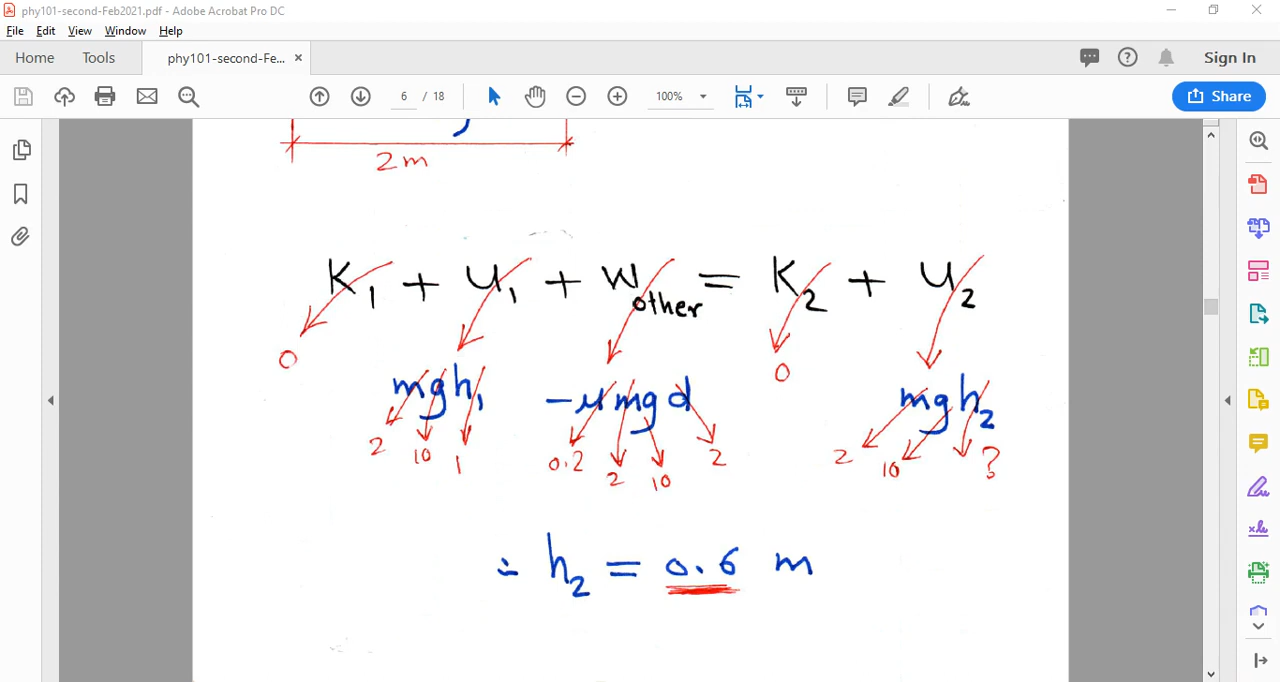 phy101-second-Feb2021.pdf - Adobe Acrobat Pro DC
File Edit View Window Help
Home Tools phy101-second-Fe... × Sign In
6 / 18 100% Share
2m
K₁ + U₁ + W_other = K₂ + U₂
0 0
mgh₁ -μmgd mgh₂
2 10 1 0.2 2 10 2 2 10 ?
∴ h₂ = 0.6 m